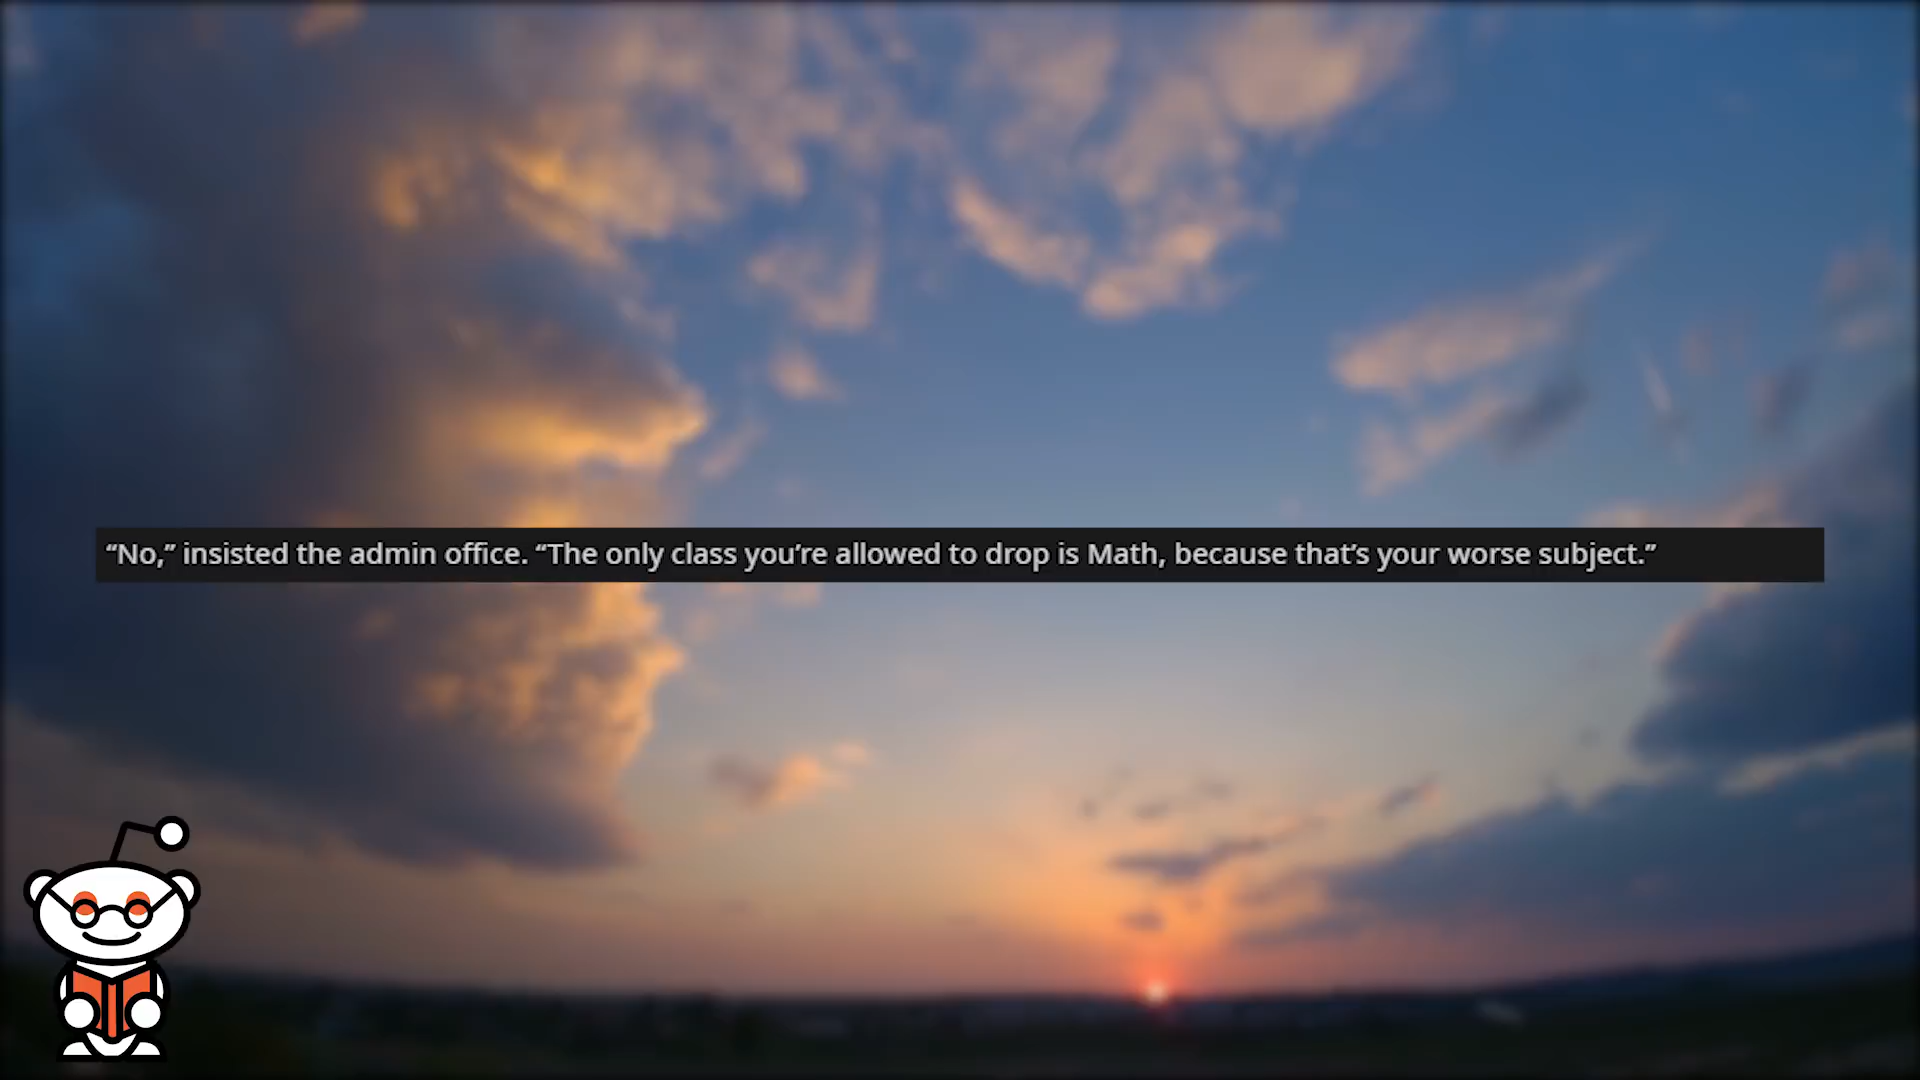 “No,” insisted the admin office. “The only class you’re allowed to drop is Math, because that’s your worse subject.”